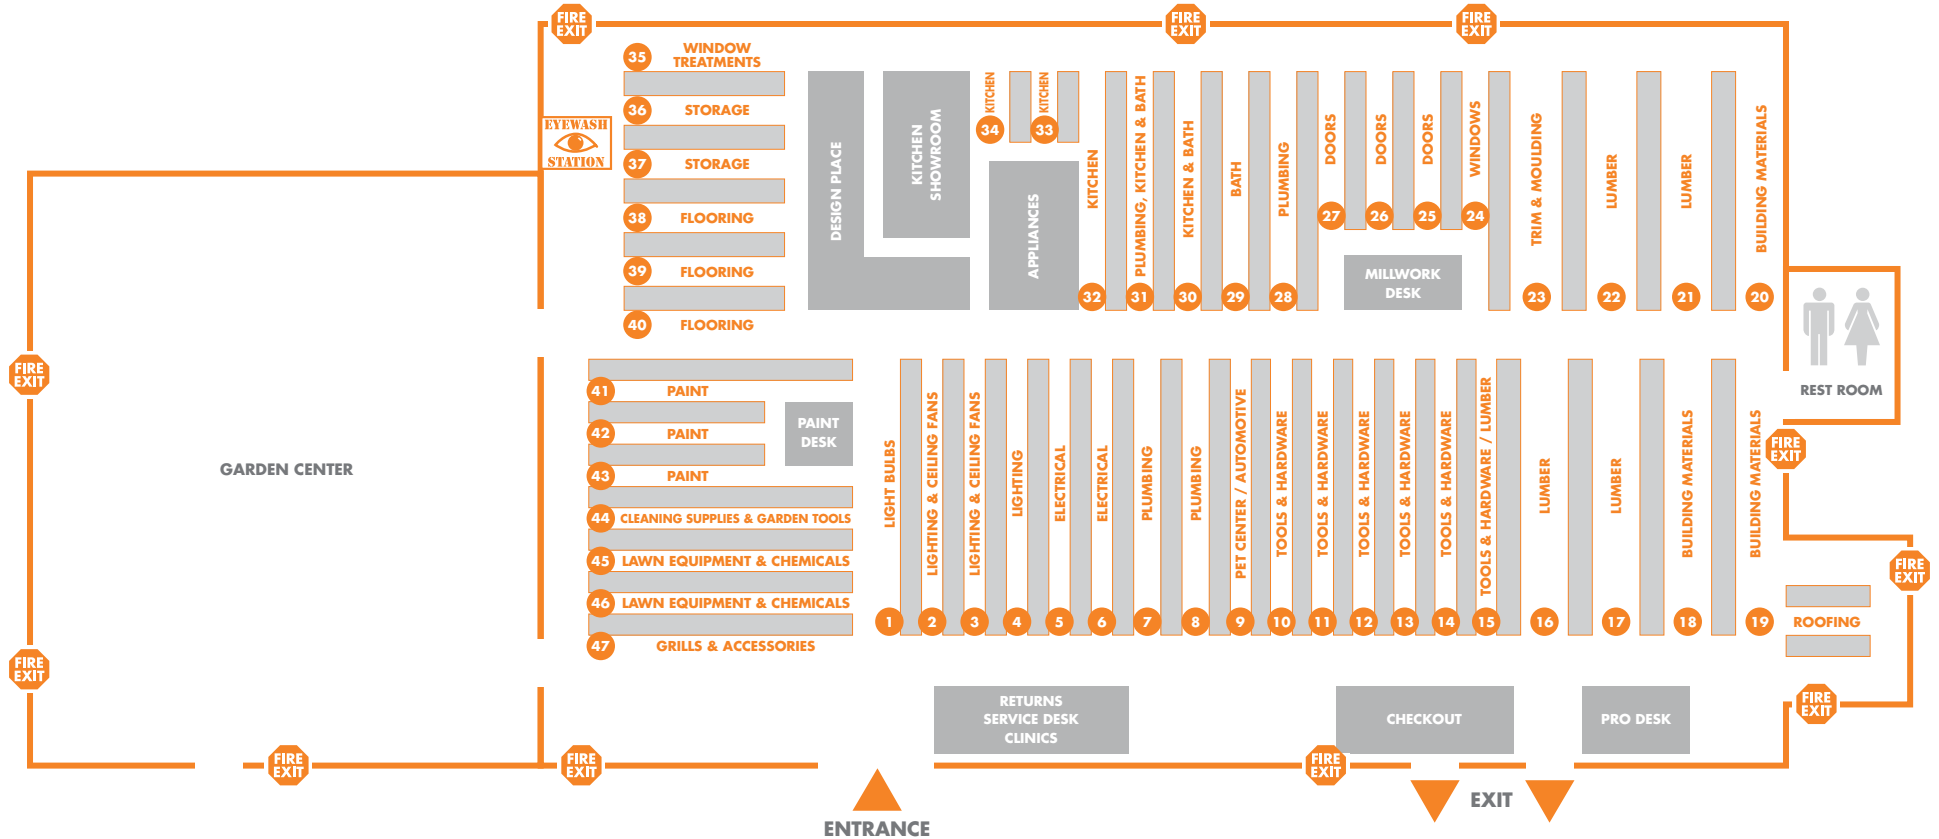 FIRE
EXIT
FIRE
EXIT
FIRE
EXIT
35
WINDOW
TREATMENTS
36
STORAGE
37
STORAGE
38
FLOORING
39
FLOORING
40
FLOORING
EYEWASH
STATION
DESIGN PLACE
KITCHEN
SHOWROOM
KITCHEN
34
KITCHEN
33
APPLIANCES
KITCHEN
32
PLUMBING, KITCHEN & BATH
31
KITCHEN & BATH
30
BATH
29
PLUMBING
28
DOORS
27
DOORS
26
DOORS
25
WINDOWS
24
MILLWORK
DESK
TRIM & MOULDING
23
LUMBER
22
LUMBER
21
BUILDING MATERIALS
20
REST ROOM
FIRE
EXIT
GARDEN CENTER
41
PAINT
42
PAINT
43
PAINT
PAINT
DESK
44
CLEANING SUPPLIES & GARDEN TOOLS
45
LAWN EQUIPMENT & CHEMICALS
46
LAWN EQUIPMENT & CHEMICALS
47
GRILLS & ACCESSORIES
LIGHT BULBS
1
LIGHTING & CEILING FANS
2
LIGHTING & CEILING FANS
3
LIGHTING
4
ELECTRICAL
5
ELECTRICAL
6
PLUMBING
7
PLUMBING
8
PET CENTER / AUTOMOTIVE
9
TOOLS & HARDWARE
10
TOOLS & HARDWARE
11
TOOLS & HARDWARE
12
TOOLS & HARDWARE
13
TOOLS & HARDWARE
14
TOOLS & HARDWARE / LUMBER
15
LUMBER
16
LUMBER
17
BUILDING MATERIALS
18
BUILDING MATERIALS
19
FIRE
EXIT
FIRE
EXIT
ROOFING
FIRE
EXIT
FIRE
EXIT
RETURNS
SERVICE DESK
CLINICS
CHECKOUT
PRO DESK
FIRE
EXIT
FIRE
EXIT
FIRE
EXIT
EXIT
ENTRANCE